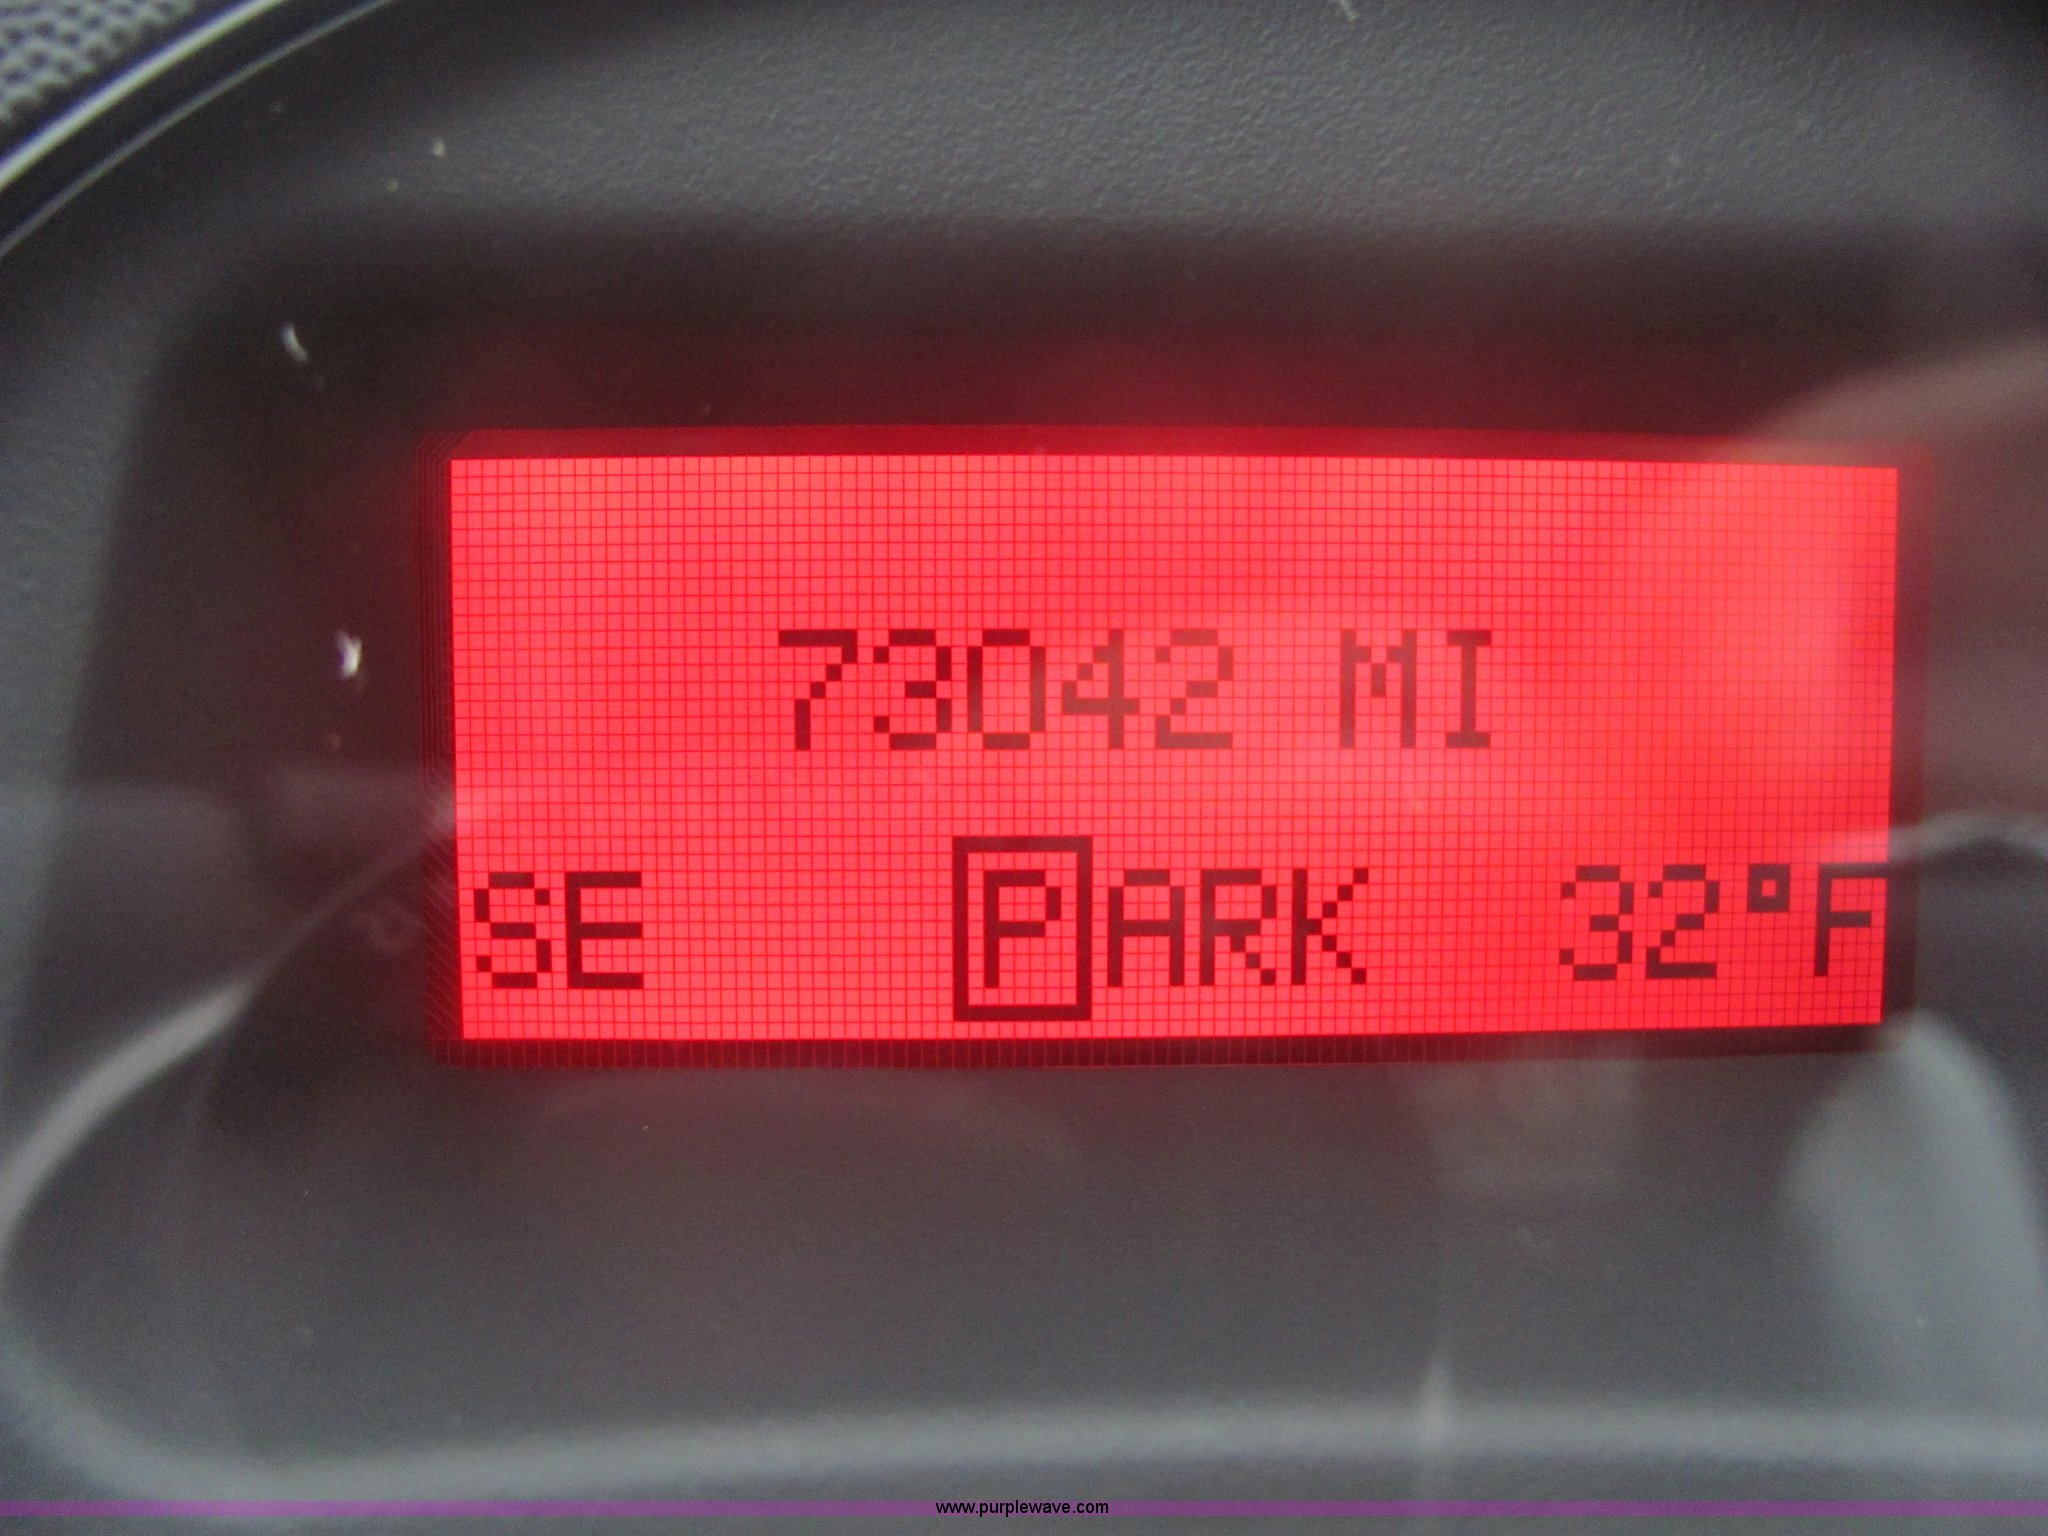 73042 MI
SE PARK 32°F
www.purplewave.com